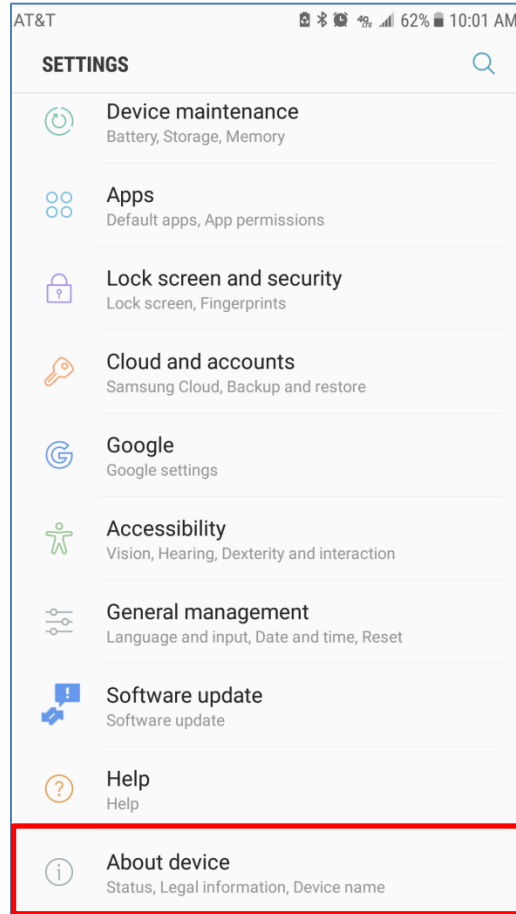 AT&T 62% 10:01 AM
SETTINGS
Device maintenance
Battery, Storage, Memory
Apps
Default apps, App permissions
Lock screen and security
Lock screen, Fingerprints
Cloud and accounts
Samsung Cloud, Backup and restore
Google
Google settings
Accessibility
Vision, Hearing, Dexterity and interaction
General management
Language and input, Date and time, Reset
Software update
Software update
Help
Help
About device
Status, Legal information, Device name